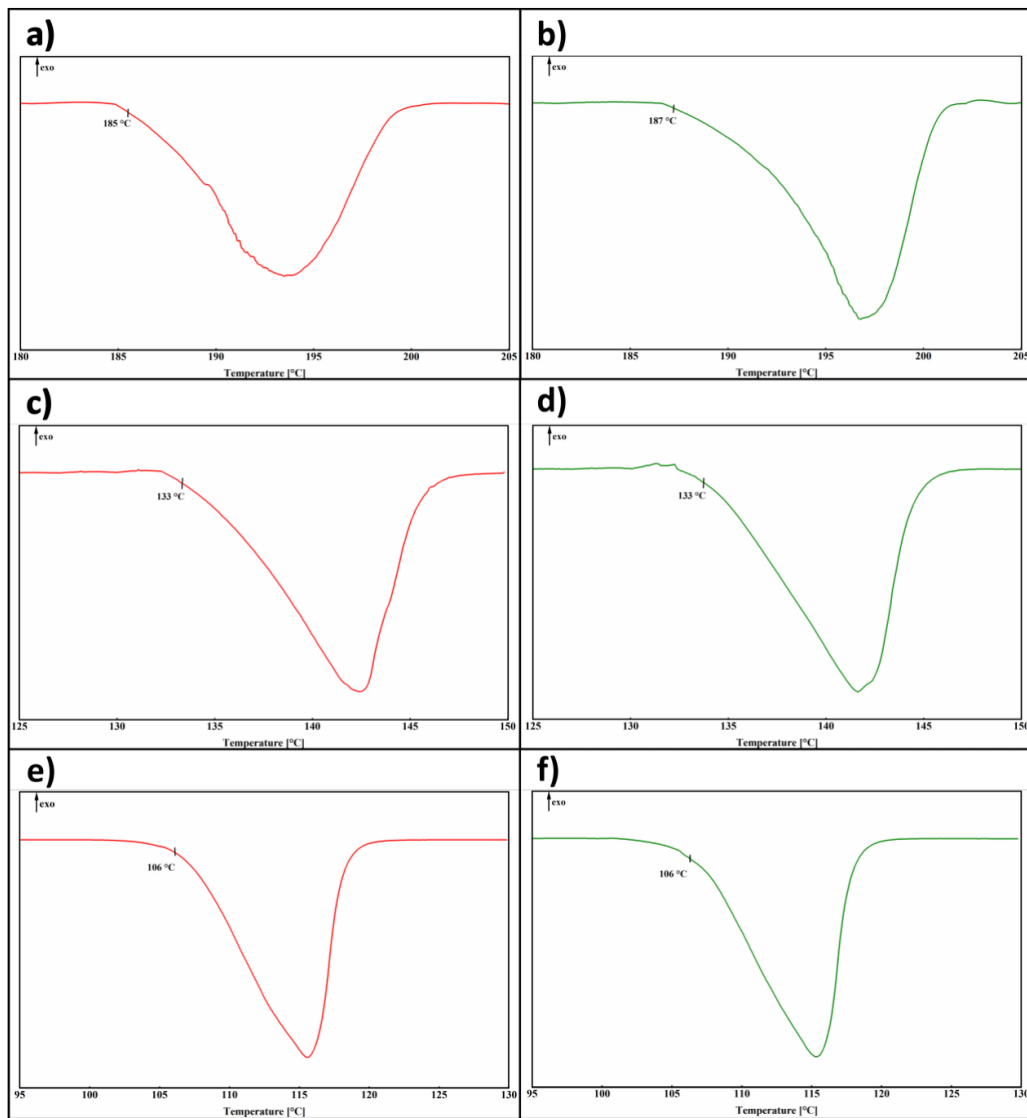 a)
exo
185 °C
180 185 190 195 200 205
Temperature [°C]
b)
exo
187 °C
180 185 190 195 200 205
Temperature [°C]
c)
exo
133 °C
125 130 135 140 145 150
Temperature [°C]
d)
exo
133 °C
125 130 135 140 145 150
Temperature [°C]
e)
exo
106 °C
95 100 105 110 115 120 125 130
Temperature [°C]
f)
exo
106 °C
95 100 105 110 115 120 125 130
Temperature [°C]